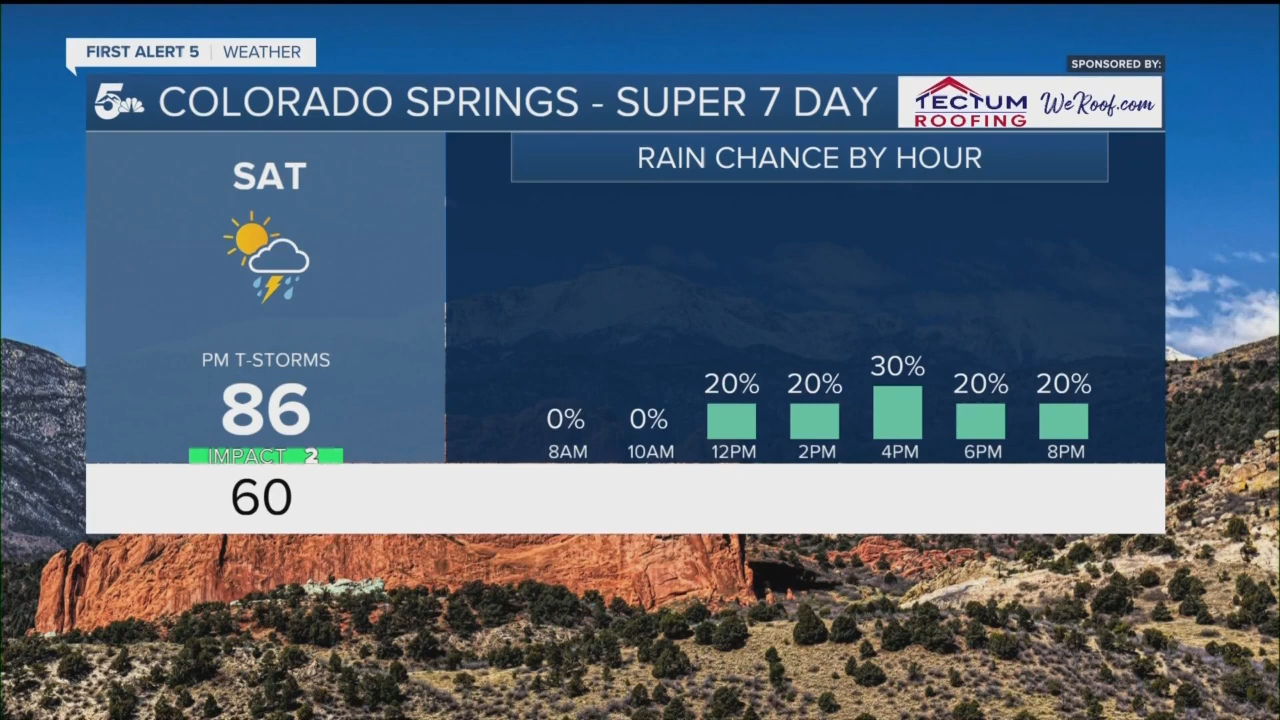 FIRST ALERT 5 | WEATHER
SPONSORED BY:
5 COLORADO SPRINGS - SUPER 7 DAY
TECTUM
ROOFING
WeRoof.com
SAT
RAIN CHANCE BY HOUR
PM T-STORMS
86
IMPACT 2
60
0% 0% 20% 20% 30% 20% 20%
8AM 10AM 12PM 2PM 4PM 6PM 8PM